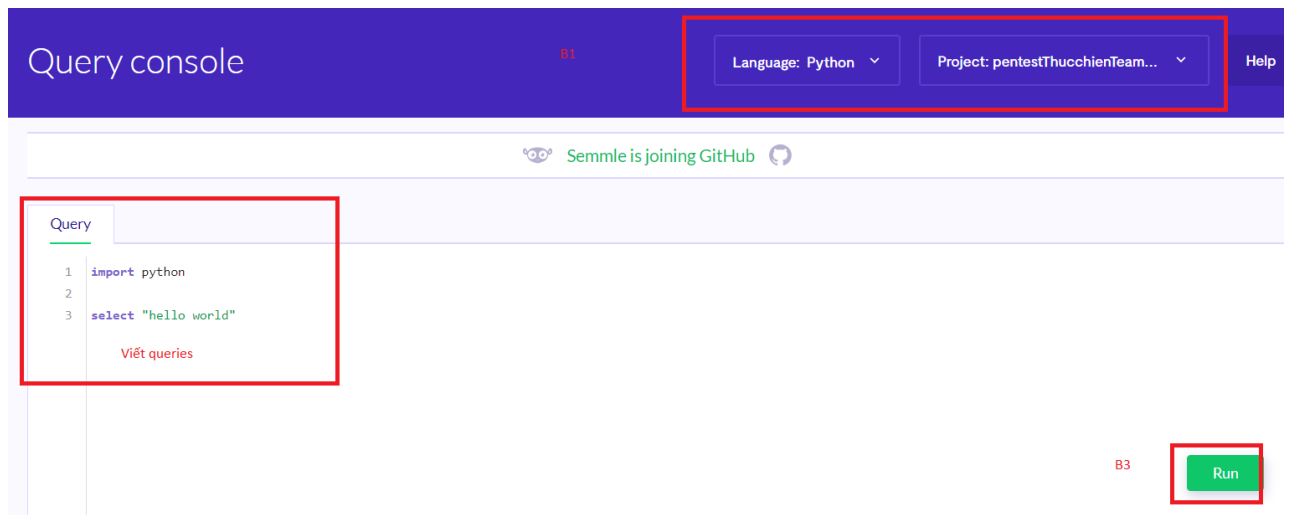 Query console
B1
Language: Python
Project: pentestThucchienTeam...
Help
Semmle is joining GitHub
Query
1 import python
2
3 select "hello world"
Viết queries
B3
Run